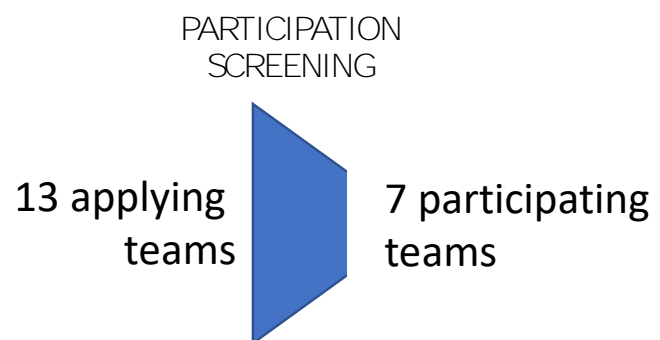 PARTICIPATION
SCREENING
13 applying
teams
7 participating
teams